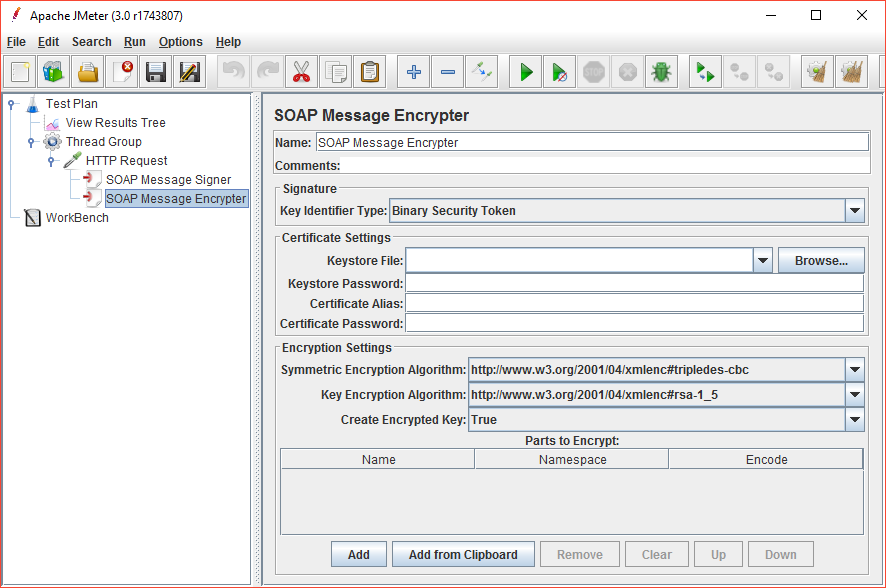 Apache JMeter (3.0 r1743807)
File Edit Search Run Options Help
STOP
Test Plan
View Results Tree
Thread Group
HTTP Request
SOAP Message Signer
SOAP Message Encrypter
WorkBench
SOAP Message Encrypter
Name: SOAP Message Encrypter
Comments:
Signature
Key Identifier Type: Binary Security Token
Certificate Settings
Keystore File: Browse...
Keystore Password:
Certificate Alias:
Certificate Password:
Encryption Settings
Symmetric Encryption Algorithm: http://www.w3.org/2001/04/xmlenc#tripledes-cbc
Key Encryption Algorithm: http://www.w3.org/2001/04/xmlenc#rsa-1_5
Create Encrypted Key: True
Parts to Encrypt:
Name Namespace Encode
Add Add from Clipboard Remove Clear Up Down